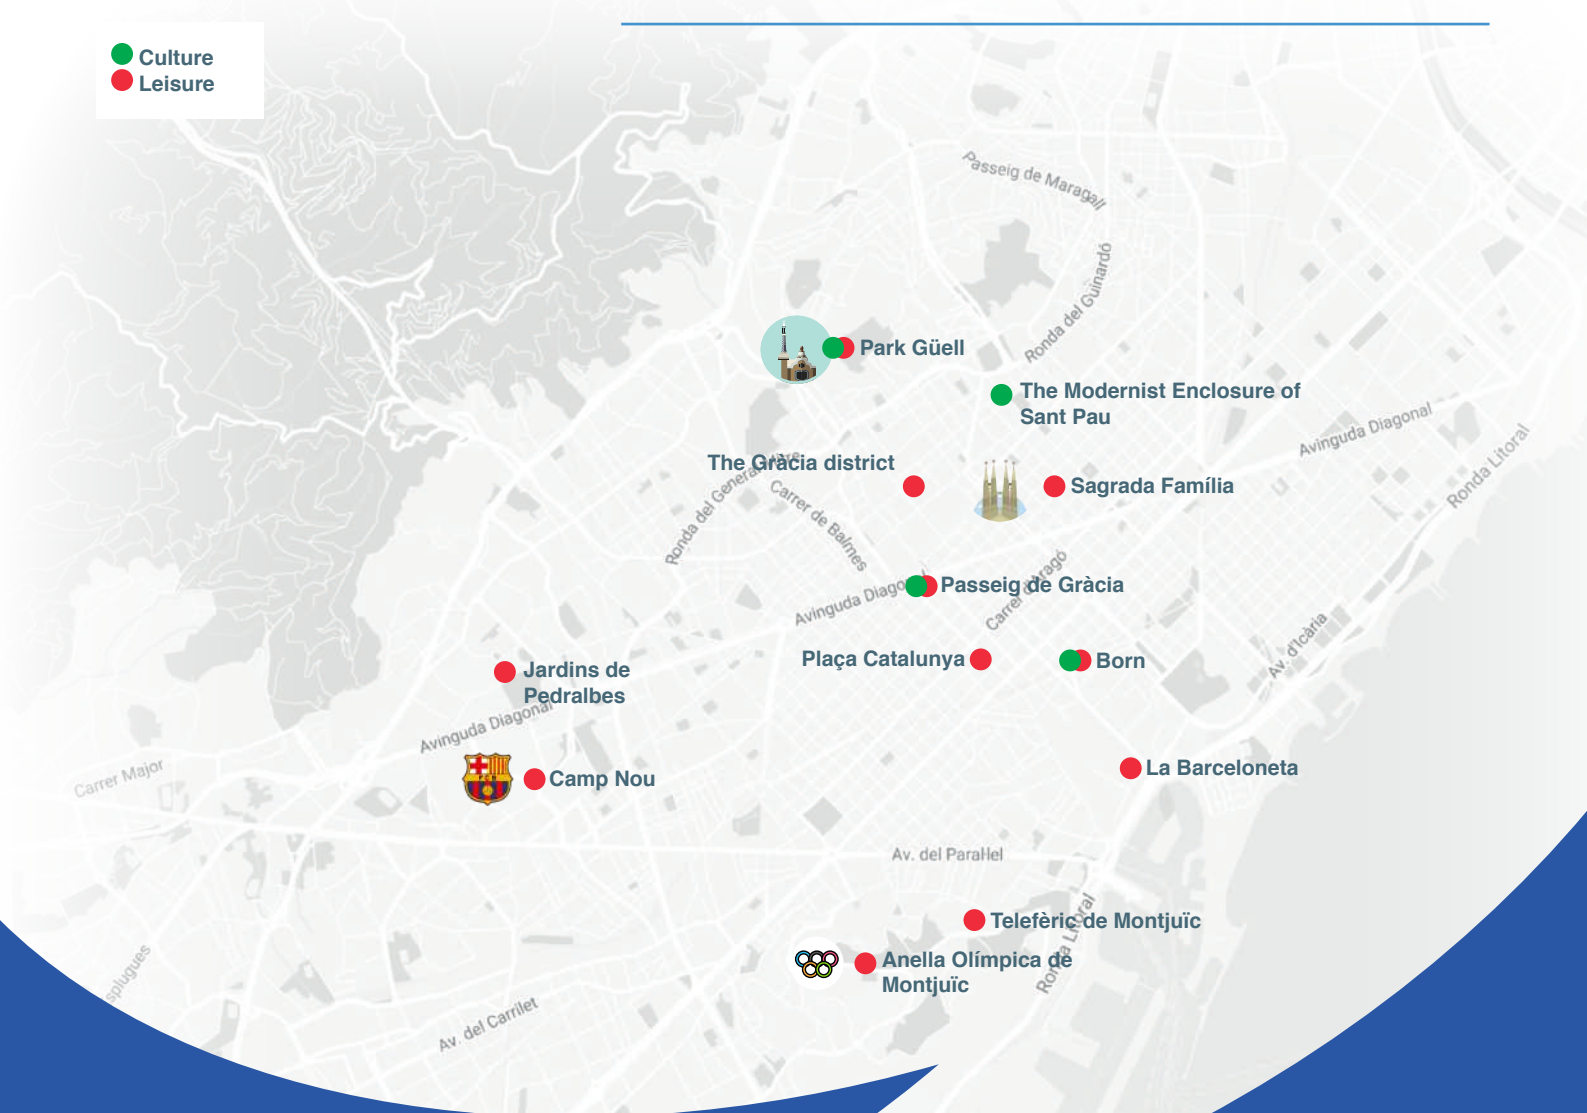 Culture
Leisure
Passeig de Maragall
Ronda del Guinardó
Park Güell
The Modernist Enclosure of
Sant Pau
Avinguda Diagonal
Ronda Litoral
The Gràcia district
Ronda del General Mitre
Carrer de Balmes
Sagrada Família
Avinguda Diagonal
Passeig de Gràcia
Carrer d'Aragó
Plaça Catalunya
Born
Av. d'Icària
Jardins de
Pedralbes
Avinguda Diagonal
Carrer Major
Camp Nou
La Barceloneta
Av. del Paral·lel
Telefèric de Montjuïc
Ronda Litoral
Anella Olímpica de
Montjuïc
Av. del Carrilet
splugues